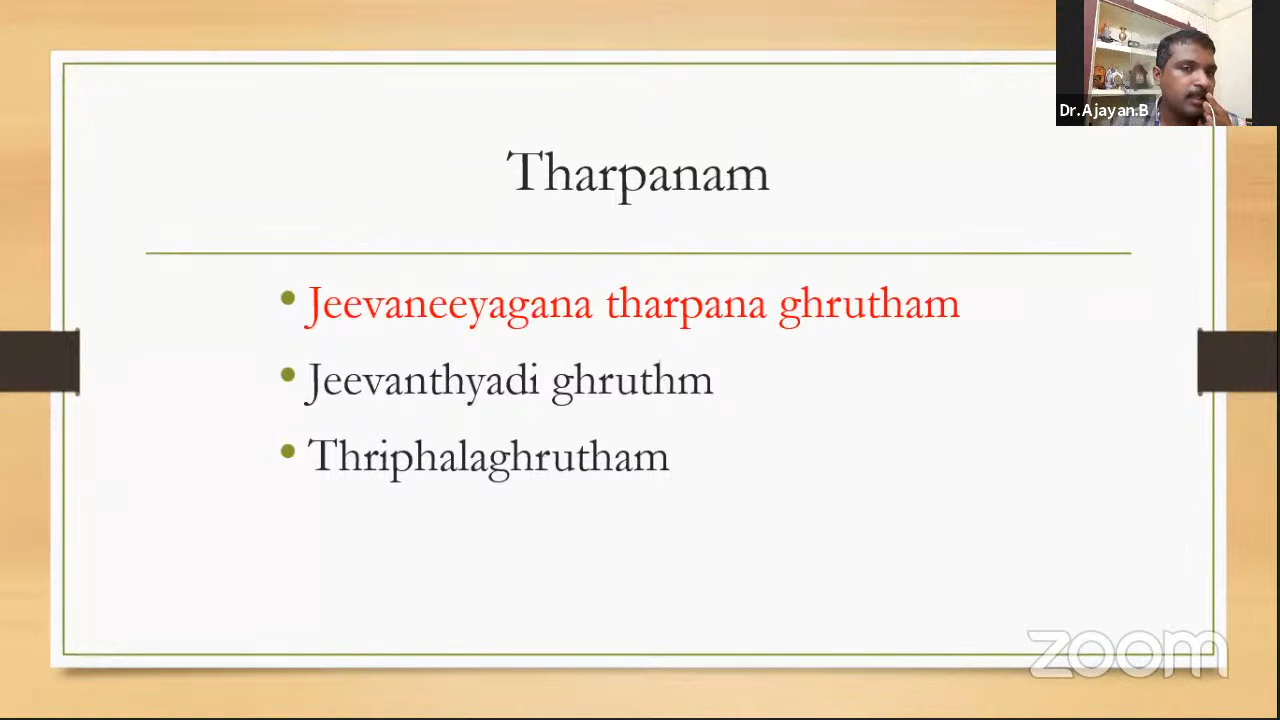 Dr.Ajayan.B
Tharpanam
• Jeevaneeyagana tharpana ghrutham
• Jeevanthyadi ghruthm
• Thriphalaghrutham
zoom